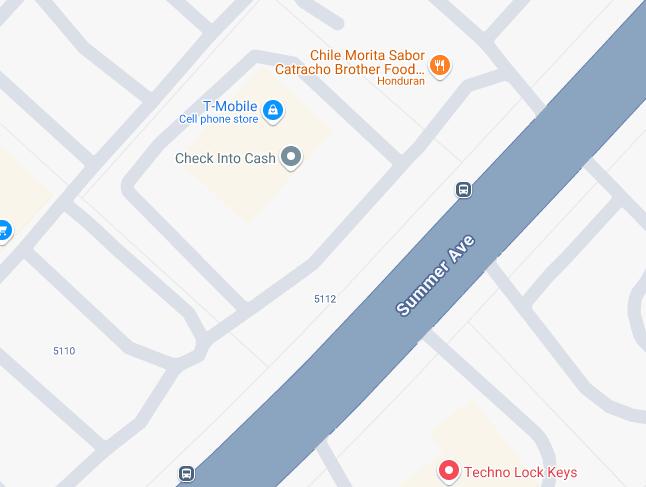 Chile Morita Sabor
Catracho Brother Food...
Honduran
T-Mobile
Cell phone store
Check Into Cash
Summer Ave
5112
5110
Techno Lock Keys